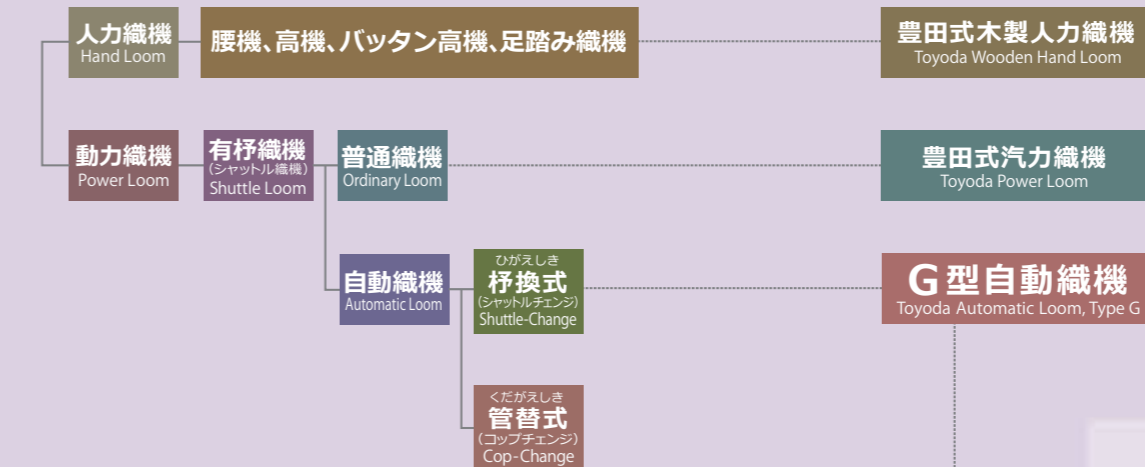 人力織機
Hand Loom
腰機、高機、バッタン高機、足踏み織機
豊田式木製人力織機
Toyoda Wooden Hand Loom
動力織機
Power Loom
有杼織機
(シャットル織機)
Shuttle Loom
普通織機
Ordinary Loom
豊田式汽力織機
Toyoda Power Loom
自動織機
Automatic Loom
ひがえしき
杼換式
(シャットルチェンジ)
Shuttle-Change
G型自動織機
Toyoda Automatic Loom, Type G
くだがえしき
管替式
(コップチェンジ)
Cop-Change